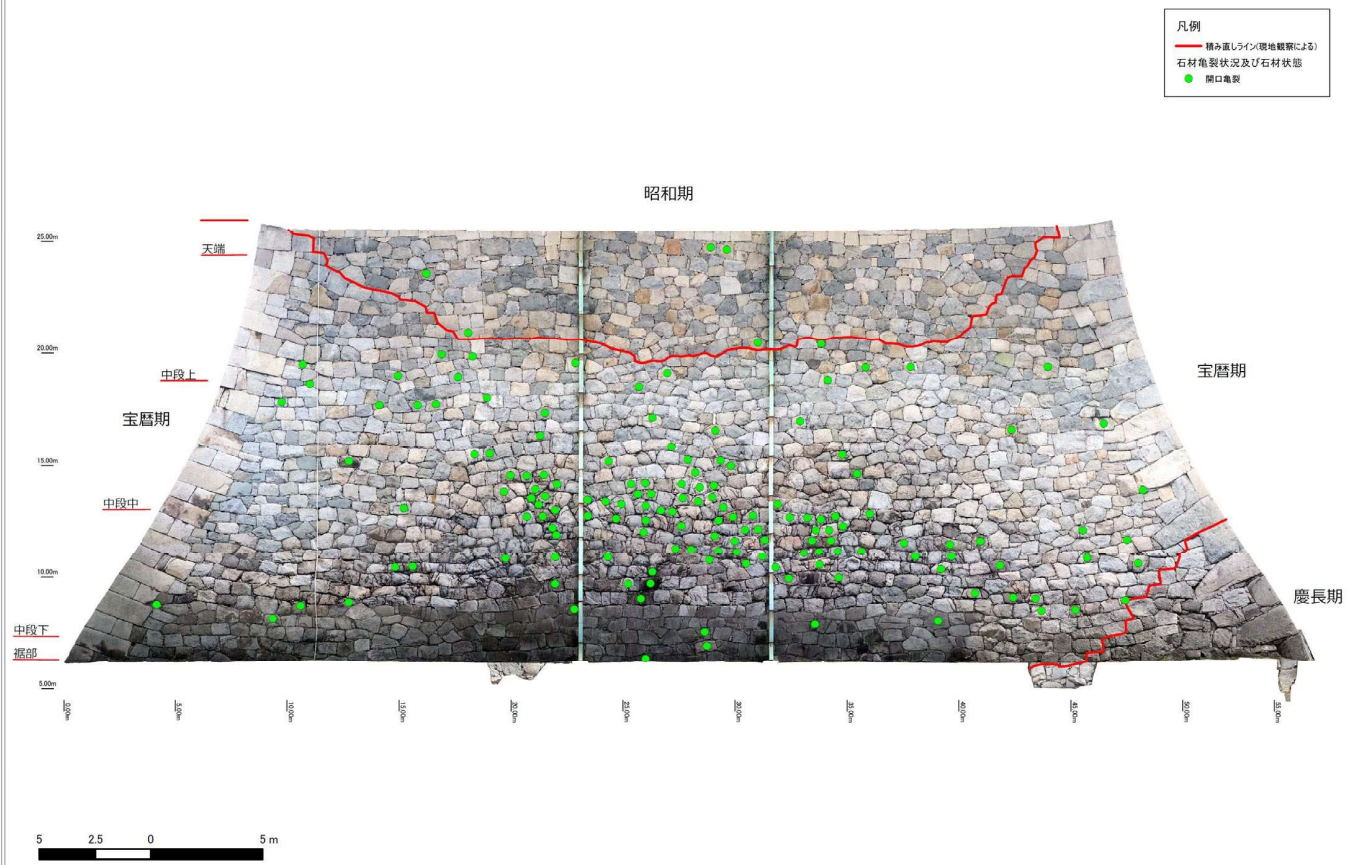 凡例
積み直しライン(現地観察による)
石材亀裂状況及び石材状態
開口亀裂
昭和期
25.00m
天端
20.00m
中段上
宝暦期
宝暦期
15.00m
中段中
10.00m
慶長期
中段下
裾部
5.00m
0.00m
5.00m
10.00m
15.00m
20.00m
25.00m
30.00m
35.00m
40.00m
45.00m
50.00m
55.00m
5 2.5 0 5 m